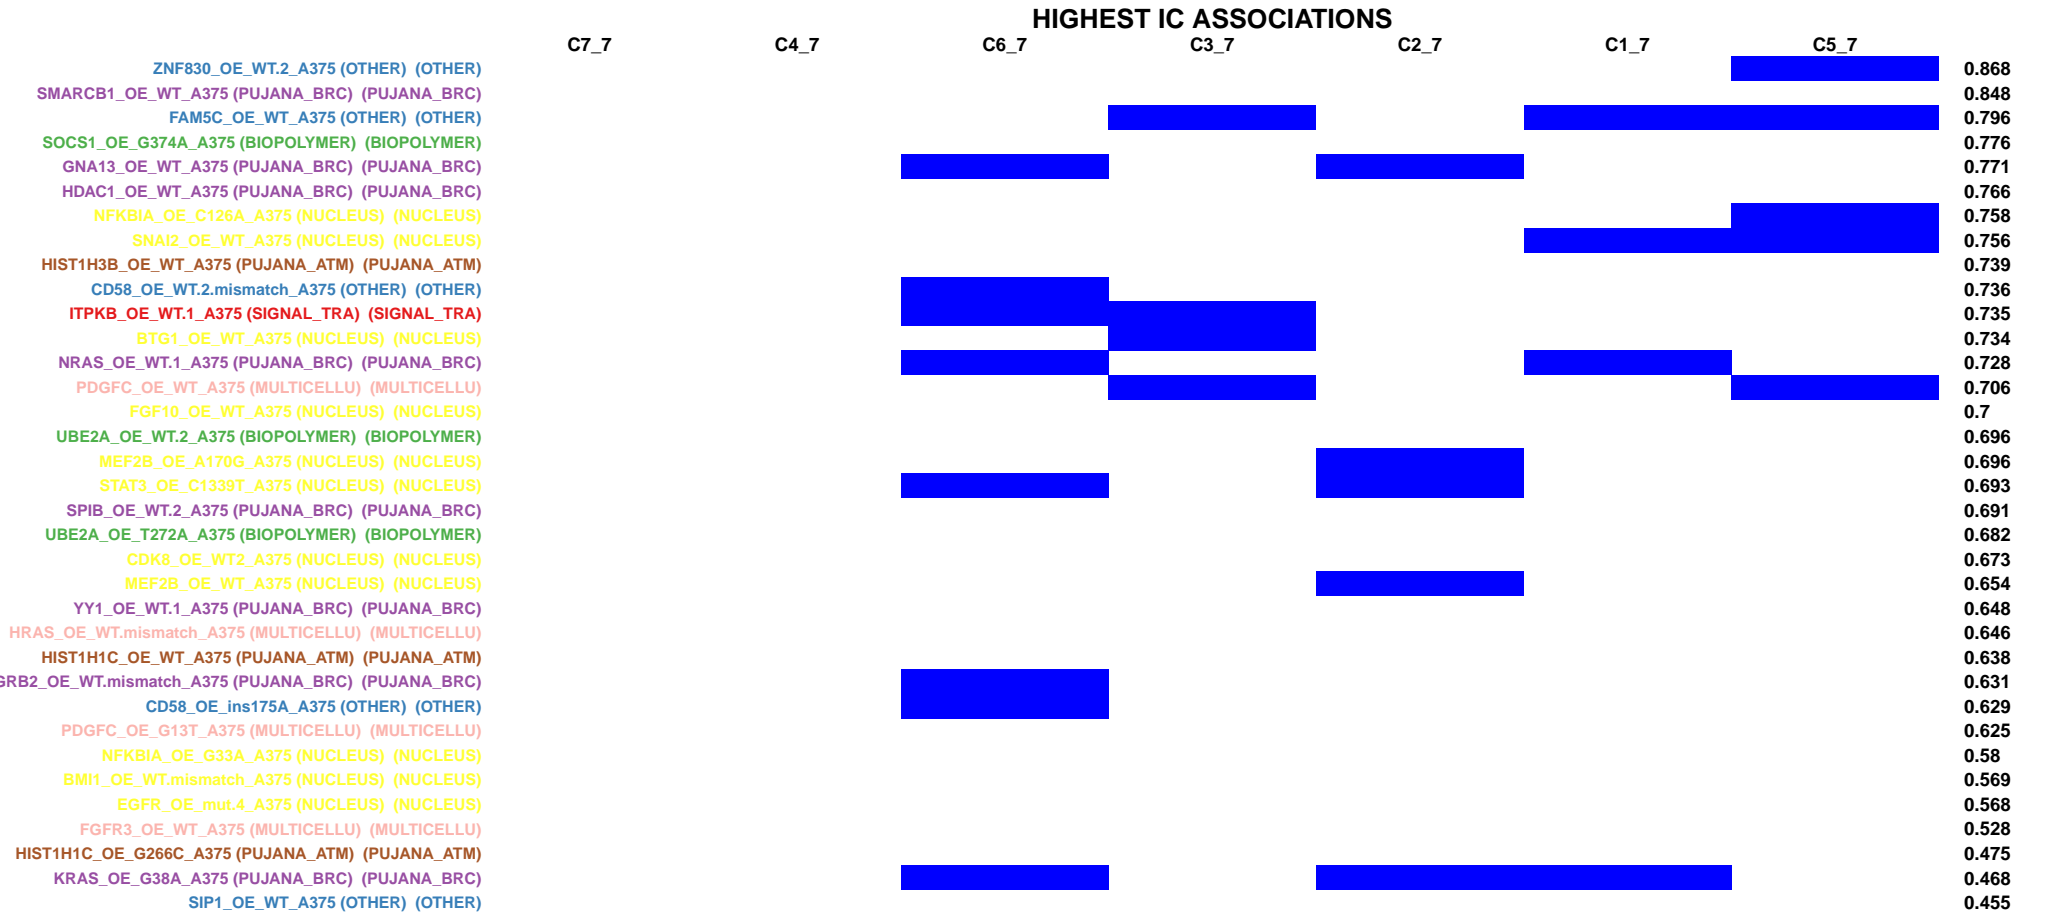 HIGHEST IC ASSOCIATIONS
C7_7 C4_7 C6_7 C3_7 C2_7 C1_7 C5_7
ZNF830_OE_WT.2_A375 (OTHER) (OTHER) 0.868
SMARCB1_OE_WT_A375 (PUJANA_BRC) (PUJANA_BRC) 0.848
FAM5C_OE_WT_A375 (OTHER) (OTHER) 0.796
SOCS1_OE_G374A_A375 (BIOPOLYMER) (BIOPOLYMER) 0.776
GNA13_OE_WT_A375 (PUJANA_BRC) (PUJANA_BRC) 0.771
HDAC1_OE_WT_A375 (PUJANA_BRC) (PUJANA_BRC) 0.766
NFKBIA_OE_C126A_A375 (NUCLEUS) (NUCLEUS) 0.758
SNAI2_OE_WT_A375 (NUCLEUS) (NUCLEUS) 0.756
HIST1H3B_OE_WT_A375 (PUJANA_ATM) (PUJANA_ATM) 0.739
CD58_OE_WT.2.mismatch_A375 (OTHER) (OTHER) 0.736
ITPKB_OE_WT.1_A375 (SIGNAL_TRA) (SIGNAL_TRA) 0.735
BTG1_OE_WT_A375 (NUCLEUS) (NUCLEUS) 0.734
NRAS_OE_WT.1_A375 (PUJANA_BRC) (PUJANA_BRC) 0.728
PDGFC_OE_WT_A375 (MULTICELLU) (MULTICELLU) 0.706
FGF10_OE_WT_A375 (NUCLEUS) (NUCLEUS) 0.7
UBE2A_OE_WT.2_A375 (BIOPOLYMER) (BIOPOLYMER) 0.696
MEF2B_OE_A170G_A375 (NUCLEUS) (NUCLEUS) 0.696
STAT3_OE_C1339T_A375 (NUCLEUS) (NUCLEUS) 0.693
SPIB_OE_WT.2_A375 (PUJANA_BRC) (PUJANA_BRC) 0.691
UBE2A_OE_T272A_A375 (BIOPOLYMER) (BIOPOLYMER) 0.682
CDK8_OE_WT2_A375 (NUCLEUS) (NUCLEUS) 0.673
MEF2B_OE_WT_A375 (NUCLEUS) (NUCLEUS) 0.654
YY1_OE_WT.1_A375 (PUJANA_BRC) (PUJANA_BRC) 0.648
HRAS_OE_WT.mismatch_A375 (MULTICELLU) (MULTICELLU) 0.646
HIST1H1C_OE_WT_A375 (PUJANA_ATM) (PUJANA_ATM) 0.638
GRB2_OE_WT.mismatch_A375 (PUJANA_BRC) (PUJANA_BRC) 0.631
CD58_OE_ins175A_A375 (OTHER) (OTHER) 0.629
PDGFC_OE_G13T_A375 (MULTICELLU) (MULTICELLU) 0.625
NFKBIA_OE_G33A_A375 (NUCLEUS) (NUCLEUS) 0.58
BMI1_OE_WT.mismatch_A375 (NUCLEUS) (NUCLEUS) 0.569
EGFR_OE_mut.4_A375 (NUCLEUS) (NUCLEUS) 0.568
FGFR3_OE_WT_A375 (MULTICELLU) (MULTICELLU) 0.528
HIST1H1C_OE_G266C_A375 (PUJANA_ATM) (PUJANA_ATM) 0.475
KRAS_OE_G38A_A375 (PUJANA_BRC) (PUJANA_BRC) 0.468
SIP1_OE_WT_A375 (OTHER) (OTHER) 0.455